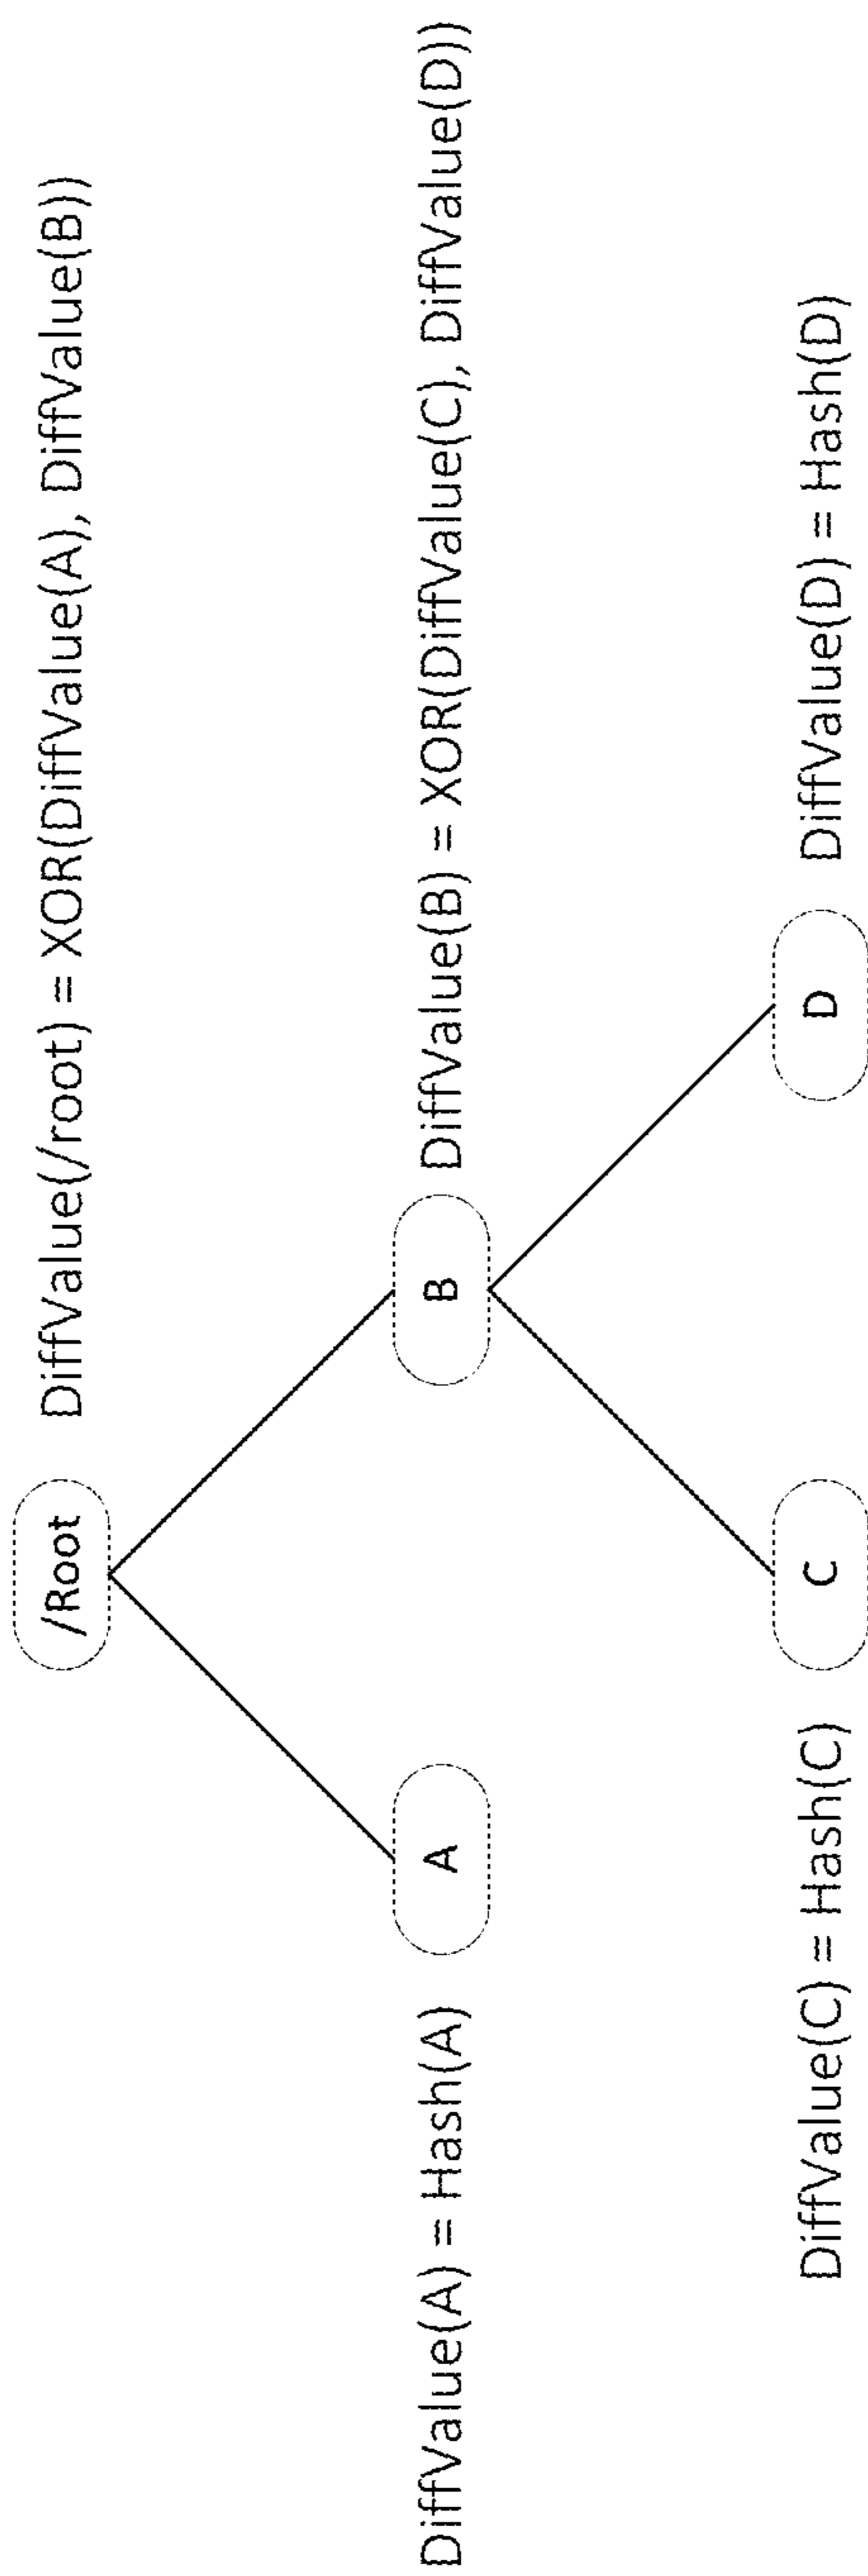 /Root DiffValue(/root) = XOR(DiffValue(A), DiffValue(B))
DiffValue(A) = Hash(A) A B DiffValue(B) = XOR(DiffValue(C), DiffValue(D))
DiffValue(C) = Hash(C) C D DiffValue(D) = Hash(D)